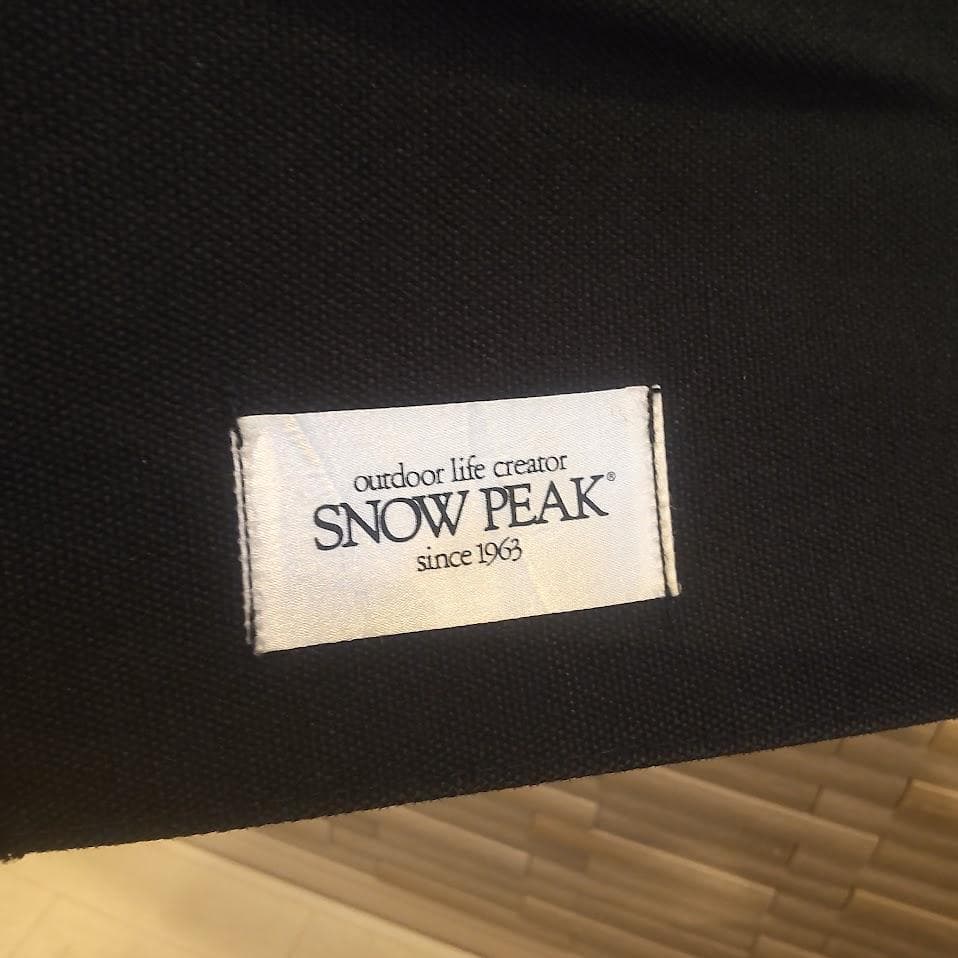 outdoor life creator
SNOW PEAK®
since 1963